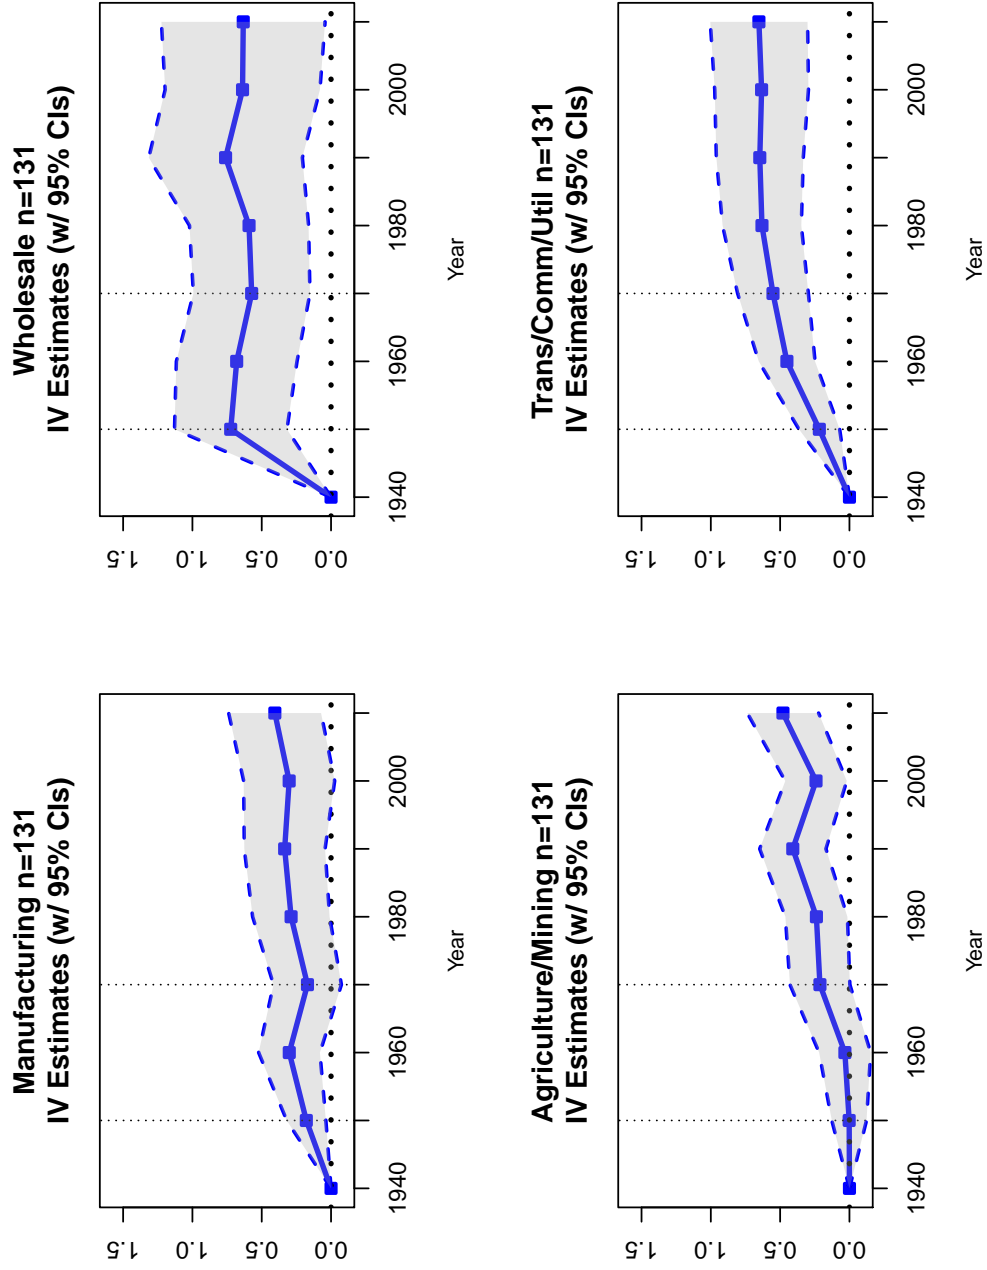 Manufacturing n=131
IV Estimates (w/ 95% CIs)
1.5
1.0
0.5
0.0
1940
1960
1980
2000
Year
Wholesale n=131
IV Estimates (w/ 95% CIs)
1.5
1.0
0.5
0.0
1940
1960
1980
2000
Year
Agriculture/Mining n=131
IV Estimates (w/ 95% CIs)
1.5
1.0
0.5
0.0
1940
1960
1980
2000
Year
Trans/Comm/Util n=131
IV Estimates (w/ 95% CIs)
1.5
1.0
0.5
0.0
1940
1960
1980
2000
Year